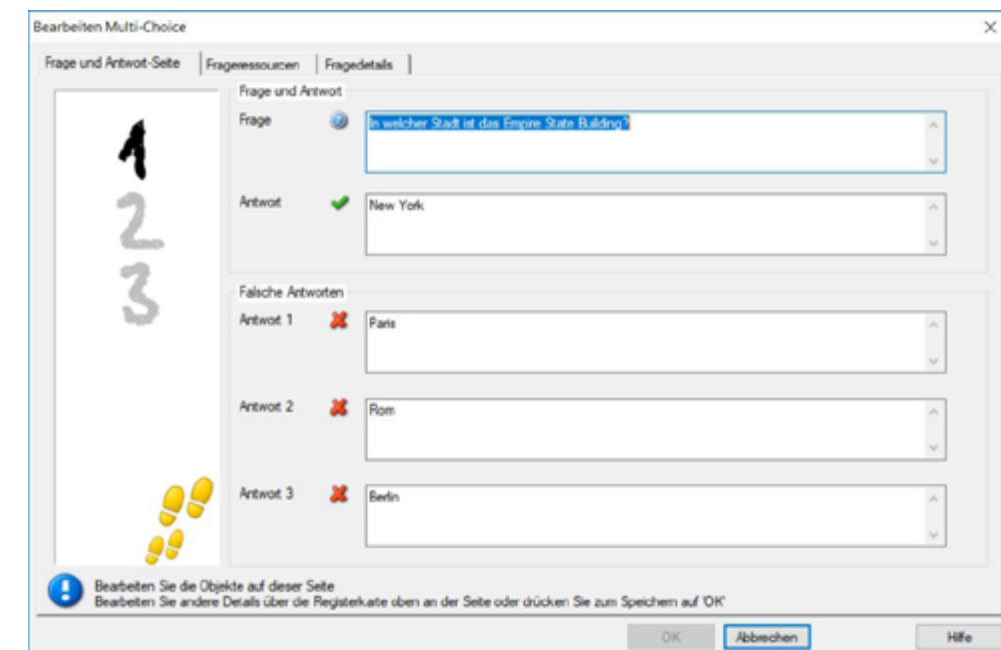 Bearbeiten Multi-Choice
Frage und Antwort-Seite Frageressourcen Fragedetails
1
2
3
Frage und Antwort
Frage In welcher Stadt ist das Empire State Building?
Antwort New York
Falsche Antworten
Antwort 1 Paris
Antwort 2 Rom
Antwort 3 Berlin
Bearbeiten Sie die Objekte auf dieser Seite
Bearbeiten Sie andere Details über die Registerkarte oben an der Seite oder drücken Sie zum Speichern auf 'OK'
OK Abbrechen Hilfe